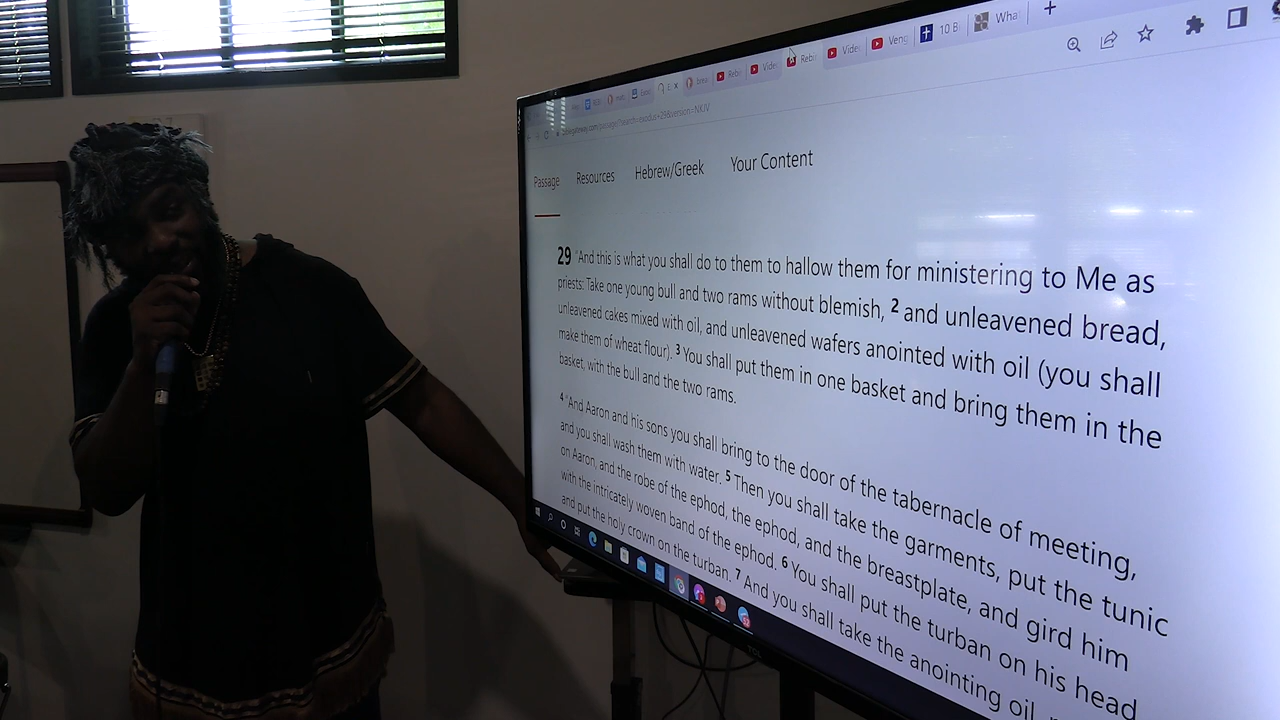 Rebi
Vide
Rebi
Vide
Veng
10 B
Wha
Passage
Resources
Hebrew/Greek
Your Content
29 “And this is what you shall do to them to hallow them for ministering to Me as
priests: Take one young bull and two rams without blemish, 2 and unleavened bread,
unleavened cakes mixed with oil, and unleavened wafers anointed with oil (you shall
make them of wheat flour). 3 You shall put them in one basket and bring them in the
basket, with the bull and the two rams.
4 “And Aaron and his sons you shall bring to the door of the tabernacle of meeting,
and you shall wash them with water. 5 Then you shall take the garments, put the tunic
on Aaron, and the robe of the ephod, the ephod, and the breastplate, and gird him
with the intricately woven band of the ephod. 6 You shall put the turban on his head
and put the holy crown on the turban. 7 And you shall take the anointing oil,
TCL